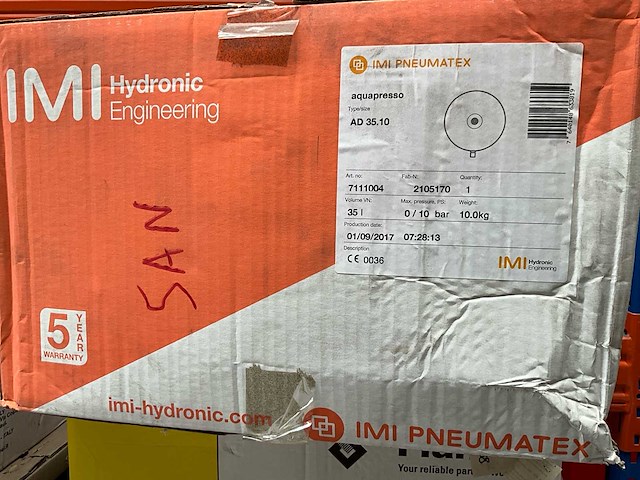 IMI Hydronic
Engineering
SAN
5 YEAR
WARRANTY
imi-hydronic.com
IMI PNEUMATEX
IMI PNEUMATEX
aquapresso
Type/size
AD 35.10
Art. no: Fab-N: Quantity:
7111004 2105170 1
Volume VN: Max. pressure, PS: Weight:
35 l 0 / 10 bar 10.0kg
Production date:
01/09/2017 07:28:13
Description:
CE 0036
IMI Hydronic
Engineering
Your reliable